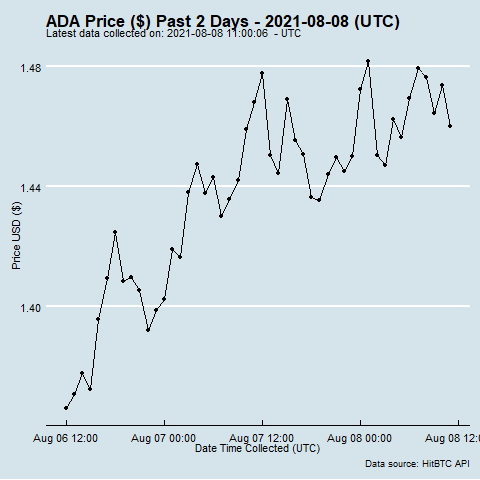 ADA Price ($) Past 2 Days - 2021-08-08 (UTC)
Latest data collected on: 2021-08-08 11:00:06 - UTC
1.48
1.44
1.40
Price USD ($)
Aug 06 12:00 Aug 07 00:00 Aug 07 12:00 Aug 08 00:00 Aug 08 12:
Date Time Collected (UTC)
Data source: HitBTC API